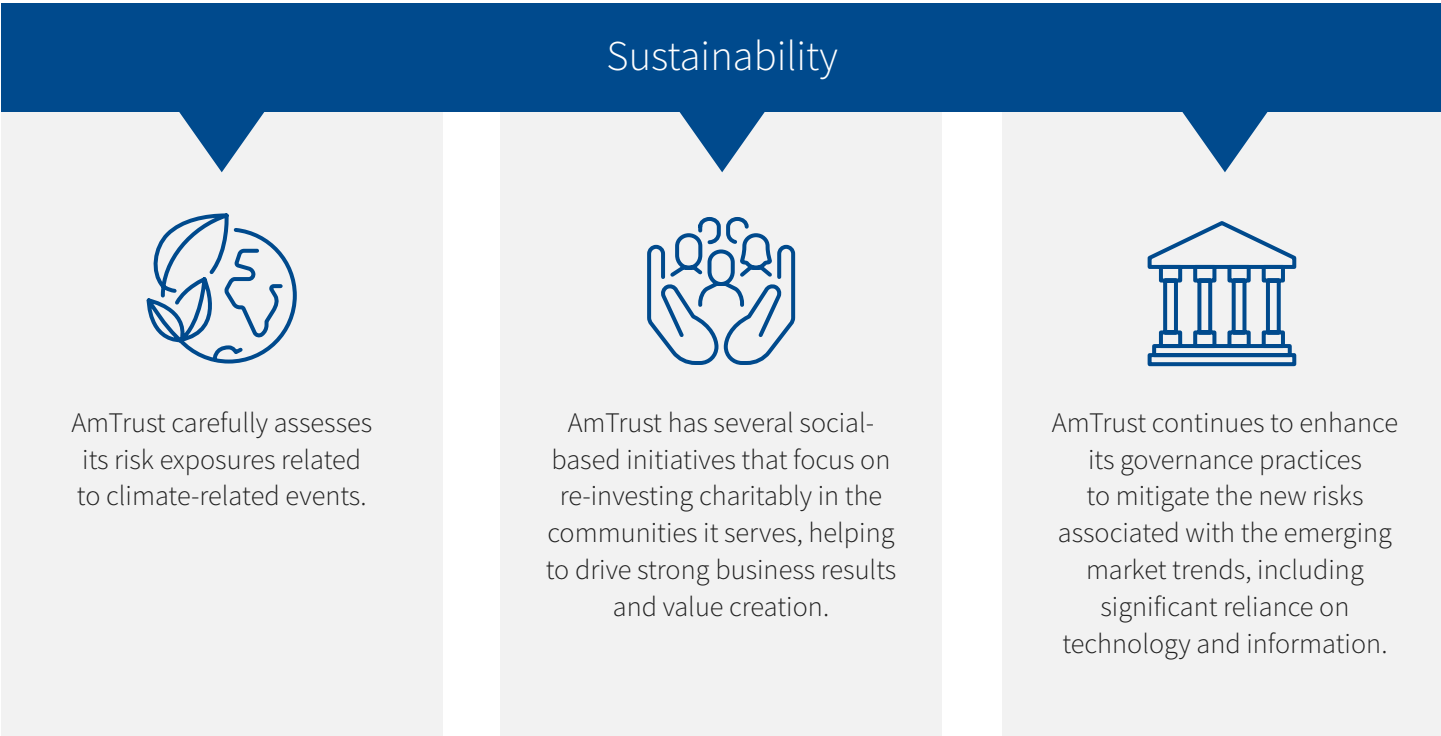 Sustainability
AmTrust carefully assesses
its risk exposures related
to climate-related events.
AmTrust has several social-
based initiatives that focus on
re-investing charitably in the
communities it serves, helping
to drive strong business results
and value creation.
AmTrust continues to enhance
its governance practices
to mitigate the new risks
associated with the emerging
market trends, including
significant reliance on
technology and information.